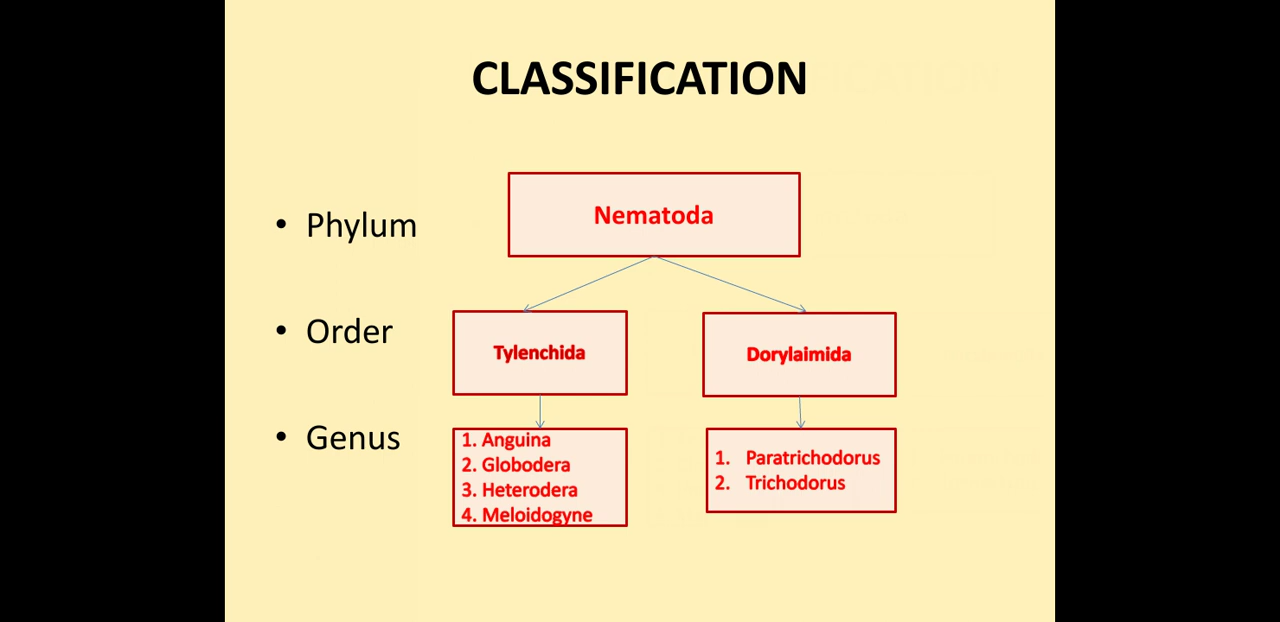 CLASSIFICATION
• Phylum
Nematoda
• Order
Tylenchida
Dorylaimida
• Genus
1. Anguina
2. Globodera
3. Heterodera
4. Meloidogyne
1. Paratrichodorus
2. Trichodorus